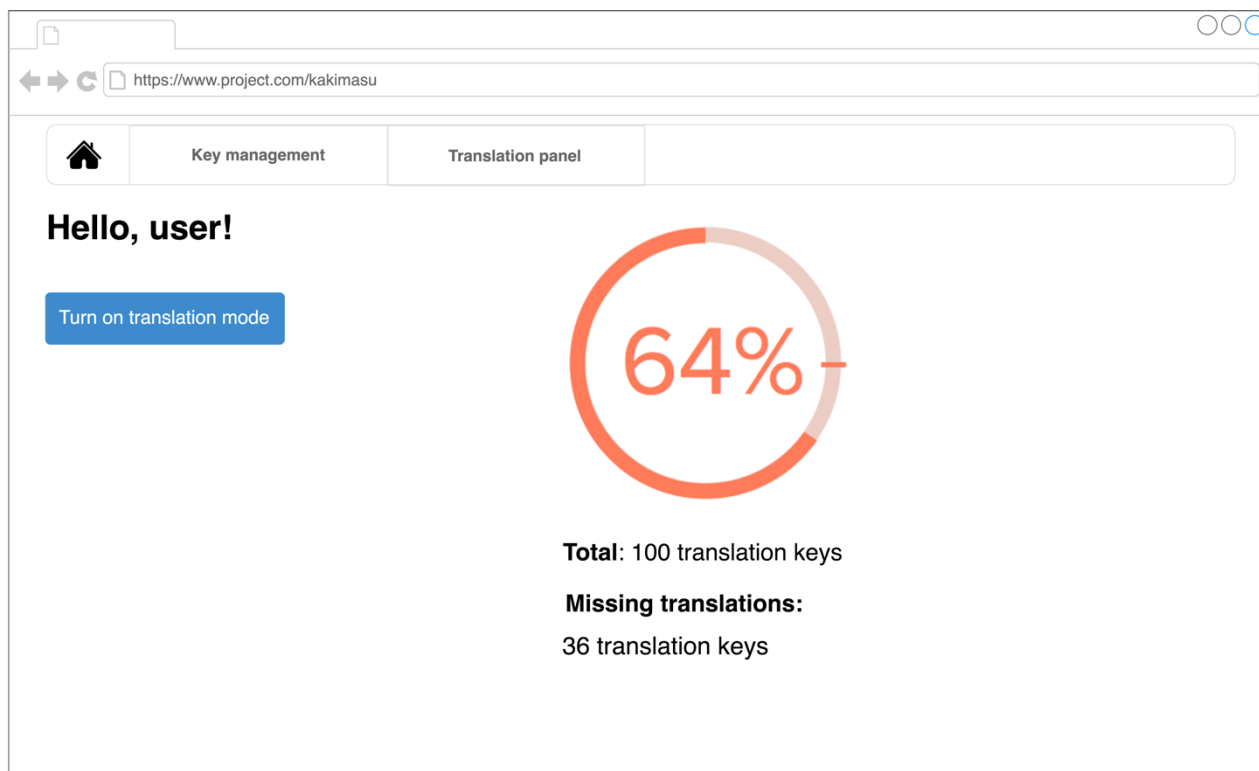 https://www.project.com/kakimasu
Key management
Translation panel
Hello, user!
Turn on translation mode
64%
Total: 100 translation keys
Missing translations:
36 translation keys